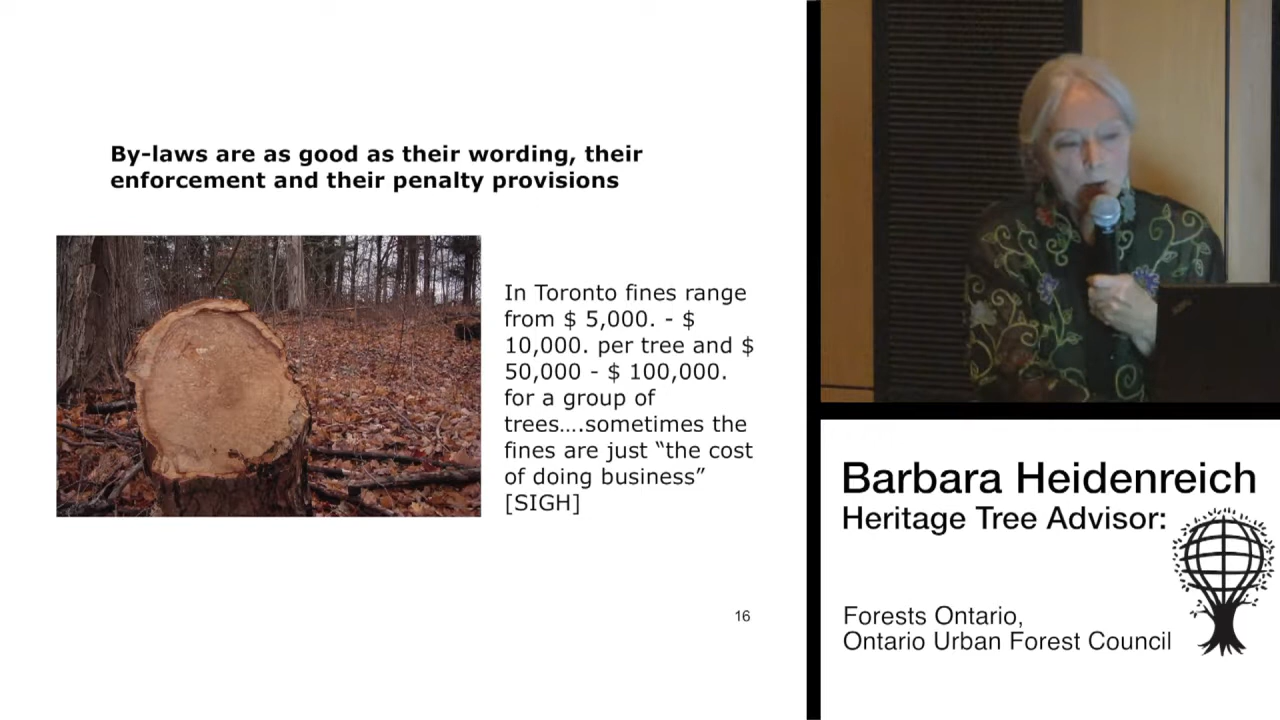 By-laws are as good as their wording, their
enforcement and their penalty provisions
In Toronto fines range
from $ 5,000. - $
10,000. per tree and $
50,000 - $ 100,000.
for a group of
trees....sometimes the
fines are just “the cost
of doing business”
[SIGH]
16
Barbara Heidenreich
Heritage Tree Advisor:
Forests Ontario,
Ontario Urban Forest Council